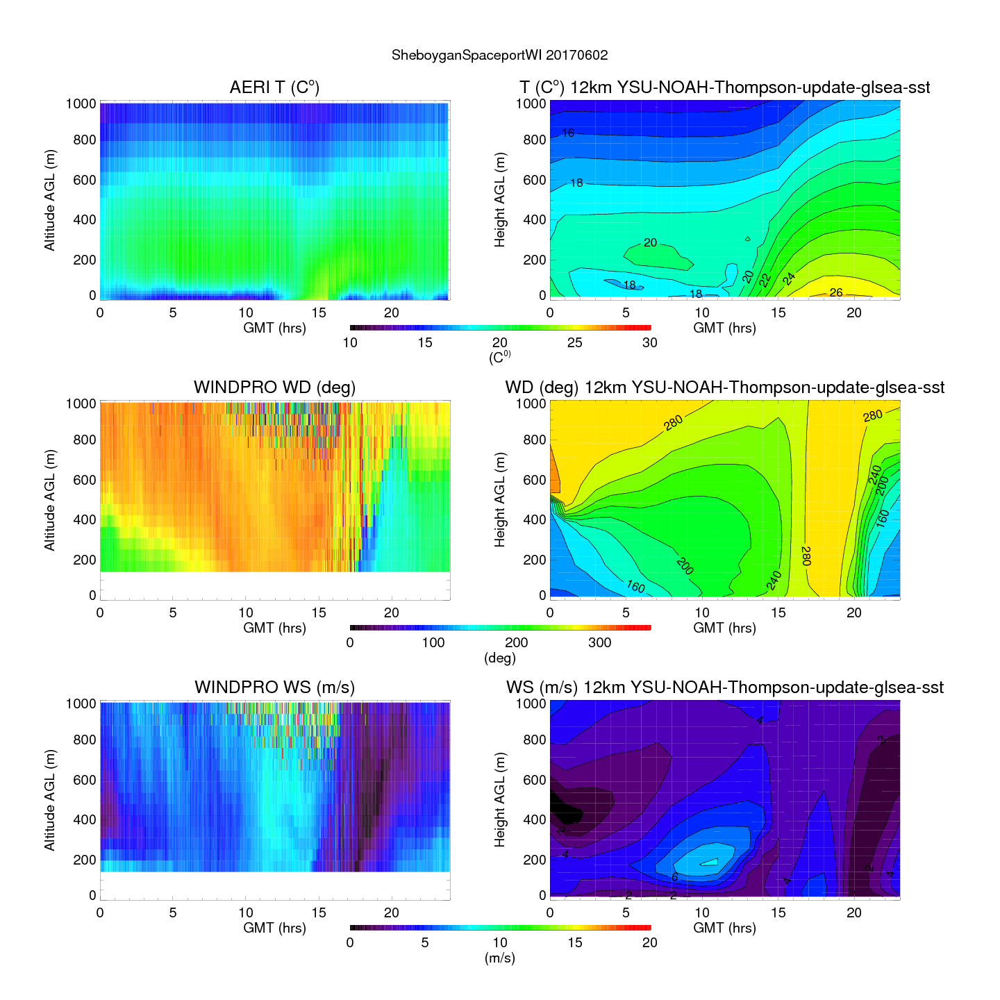 SheboyganSpaceportWI 20170602
AERI T (C°)
T (C°) 12km YSU-NOAH-Thompson-update-glsea-sst
Altitude AGL (m)
1000
800
600
400
200
0
0 5 10 15 20
GMT (hrs)
Height AGL (m)
1000
800
600
400
200
0
16
18
20
18
18
20
22
24
26
0 5 10 15 20
GMT (hrs)
10 15 20 25 30
(C⁰⁾
WINDPRO WD (deg)
WD (deg) 12km YSU-NOAH-Thompson-update-glsea-sst
Altitude AGL (m)
1000
800
600
400
200
0
0 5 10 15 20
GMT (hrs)
Height AGL (m)
1000
800
600
400
200
0
280
280
240
200
160
280
200
240
160
0 5 10 15 20
GMT (hrs)
0 100 200 300
(deg)
WINDPRO WS (m/s)
WS (m/s) 12km YSU-NOAH-Thompson-update-glsea-sst
Altitude AGL (m)
1000
800
600
400
200
0
0 5 10 15 20
GMT (hrs)
Height AGL (m)
1000
800
600
400
200
0
4
2
2
4
6
4
2
4
2
2
0 5 10 15 20
GMT (hrs)
0 5 10 15 20
(m/s)